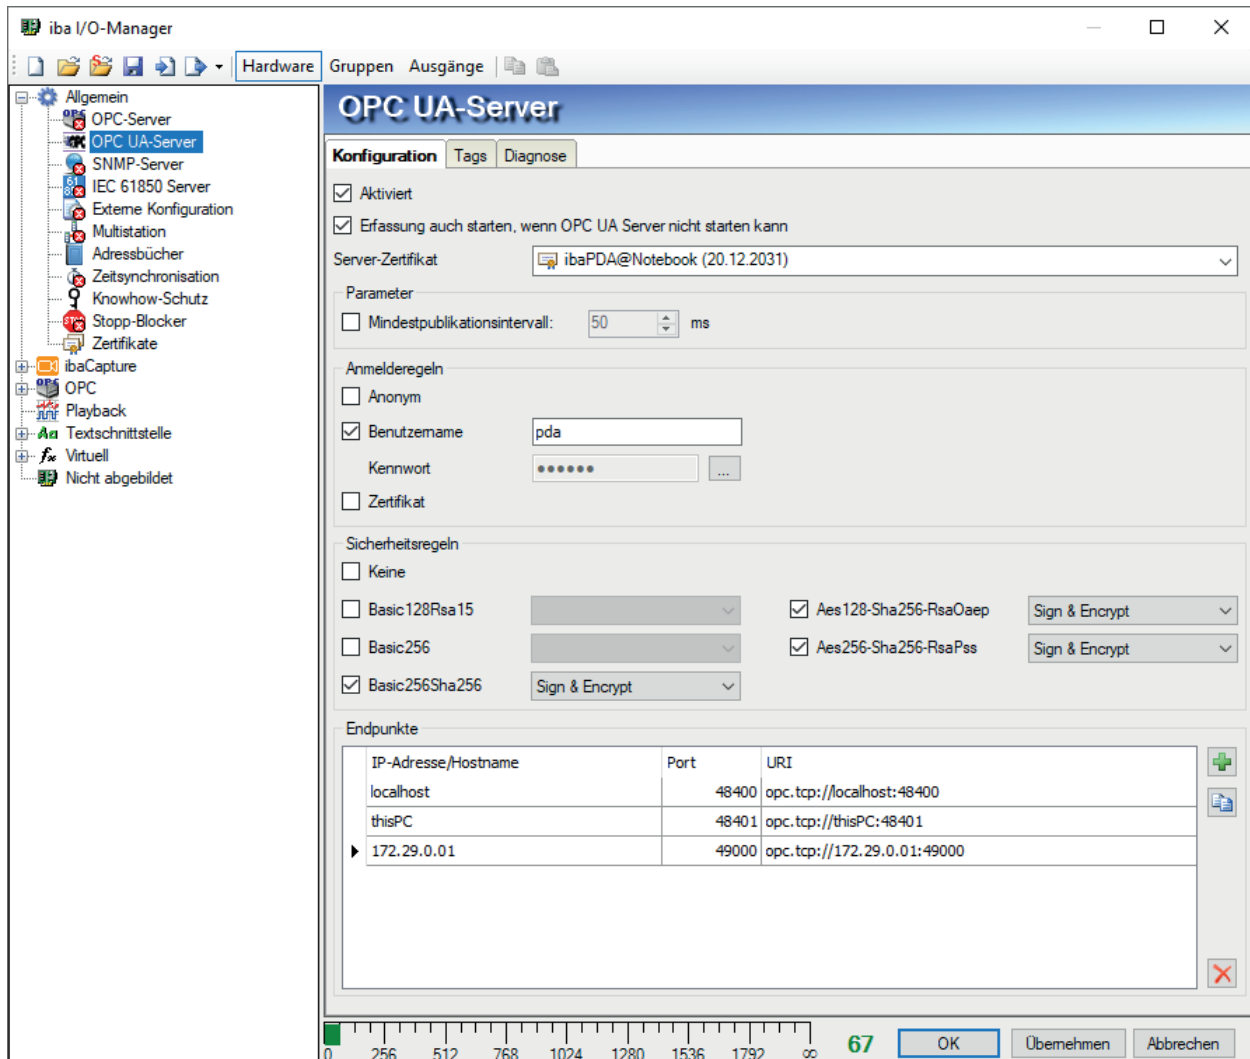 iba I/O-Manager
Hardware Gruppen Ausgänge
Allgemein
OPC-Server
OPC UA-Server
SNMP-Server
IEC 61850 Server
Externe Konfiguration
Multistation
Adressbücher
Zeitsynchronisation
Knowhow-Schutz
Stopp-Blocker
Zertifikate
ibaCapture
OPC
Playback
Textschnittstelle
Virtuell
Nicht abgebildet
OPC UA-Server
Konfiguration Tags Diagnose
Aktiviert
Erfassung auch starten, wenn OPC UA Server nicht starten kann
Server-Zertifikat ibaPDA@Notebook (20.12.2031)
Parameter
Mindestpublikationsintervall: 50 ms
Anmelderegeln
Anonym
Benutzername pda
Kennwort ●●●●●● ...
Zertifikat
Sicherheitsregeln
Keine
Basic128Rsa15 Aes128-Sha256-RsaOaep Sign & Encrypt
Basic256 Aes256-Sha256-RsaPss Sign & Encrypt
Basic256Sha256 Sign & Encrypt
Endpunkte
IP-Adresse/Hostname Port URI
localhost 48400 opc.tcp://localhost:48400
thisPC 48401 opc.tcp://thisPC:48401
172.29.0.01 49000 opc.tcp://172.29.0.01:49000
0 256 512 768 1024 1280 1536 1792 ∞ 67 OK Übernehmen Abbrechen